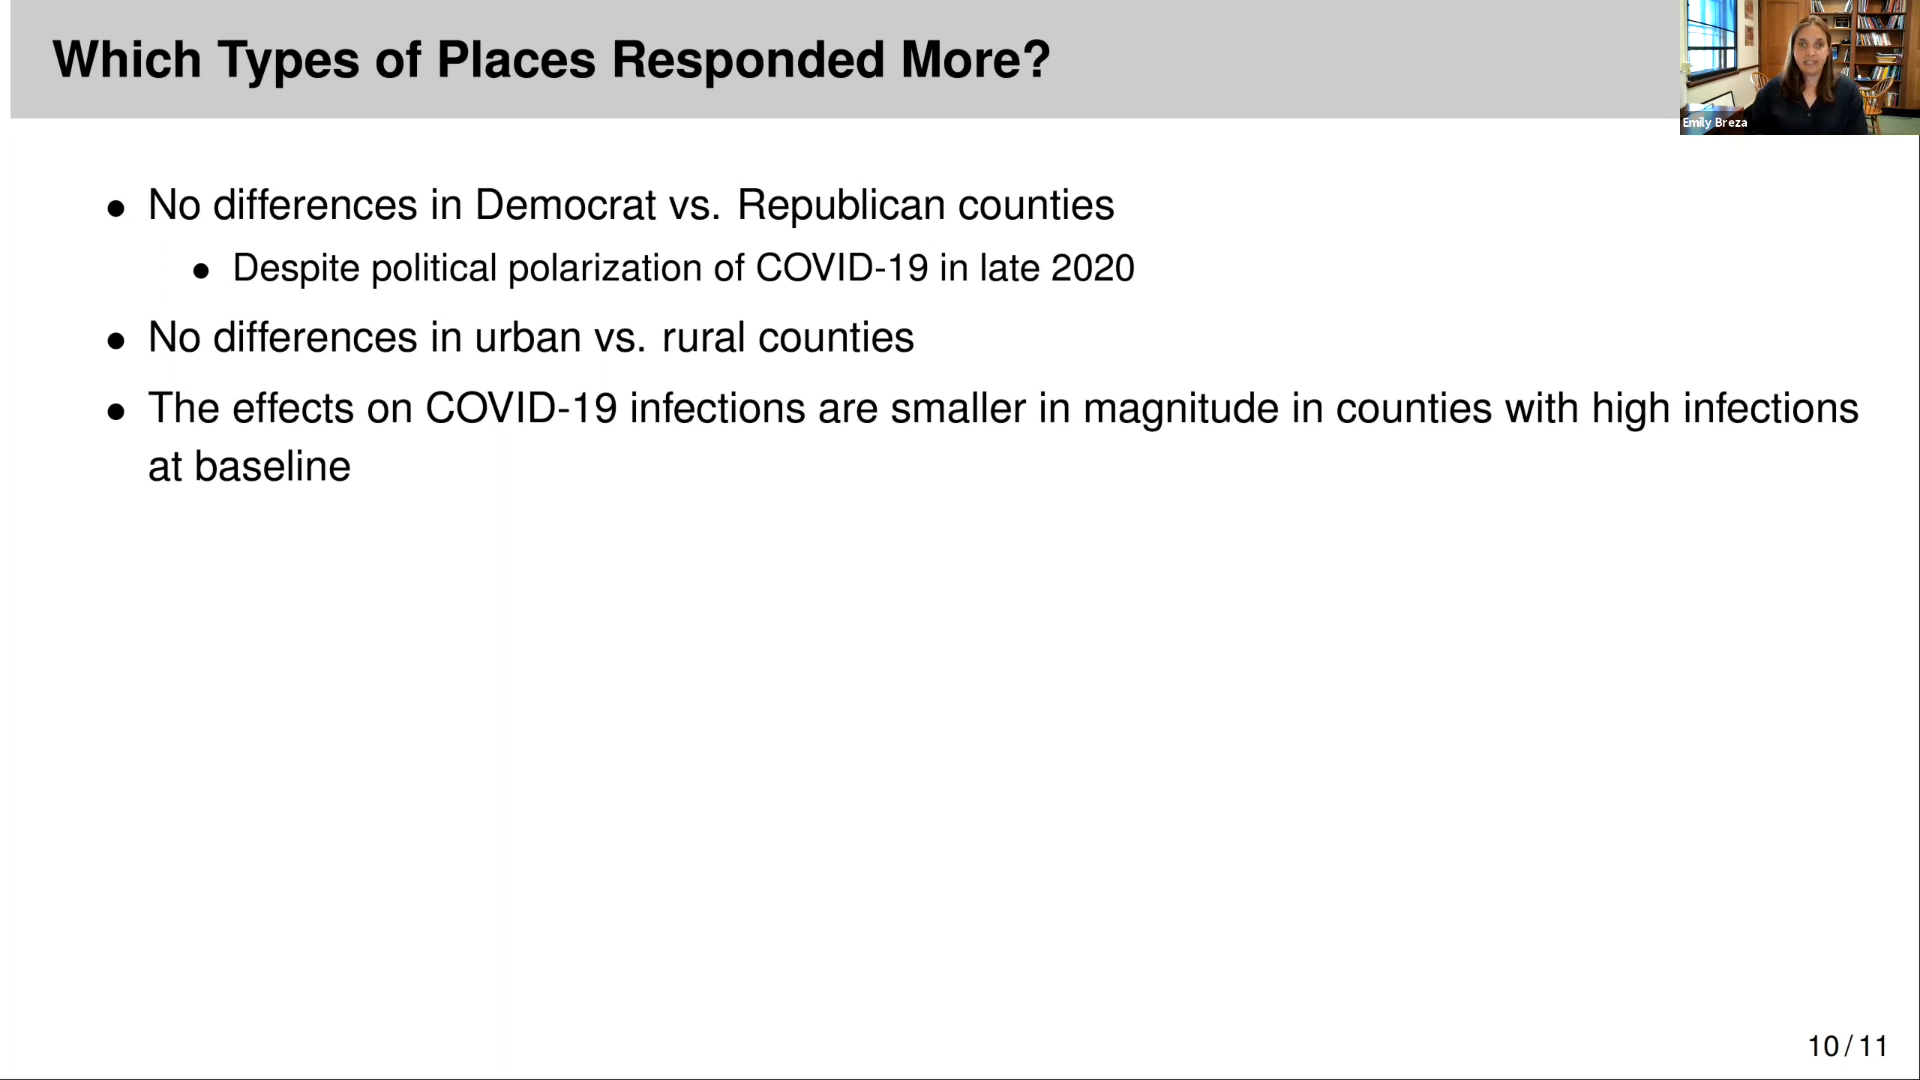 Which Types of Places Responded More?
Emily Breza
• No differences in Democrat vs. Republican counties
• Despite political polarization of COVID-19 in late 2020
• No differences in urban vs. rural counties
• The effects on COVID-19 infections are smaller in magnitude in counties with high infections
at baseline
10 / 11